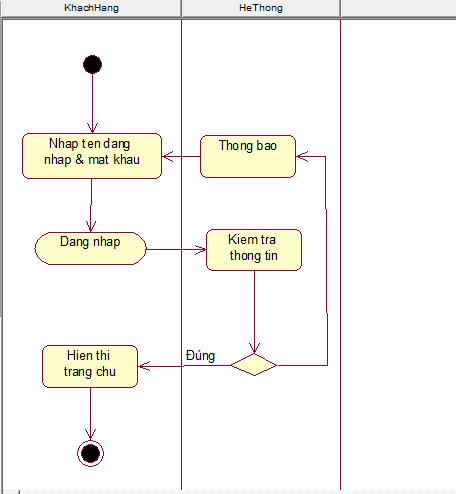 KhachHang
HeThong
Nhap ten dang
nhap & mat khau
Thong bao
Dang nhap
Kiem tra
thong tin
Đúng
Hien thi
trang chu